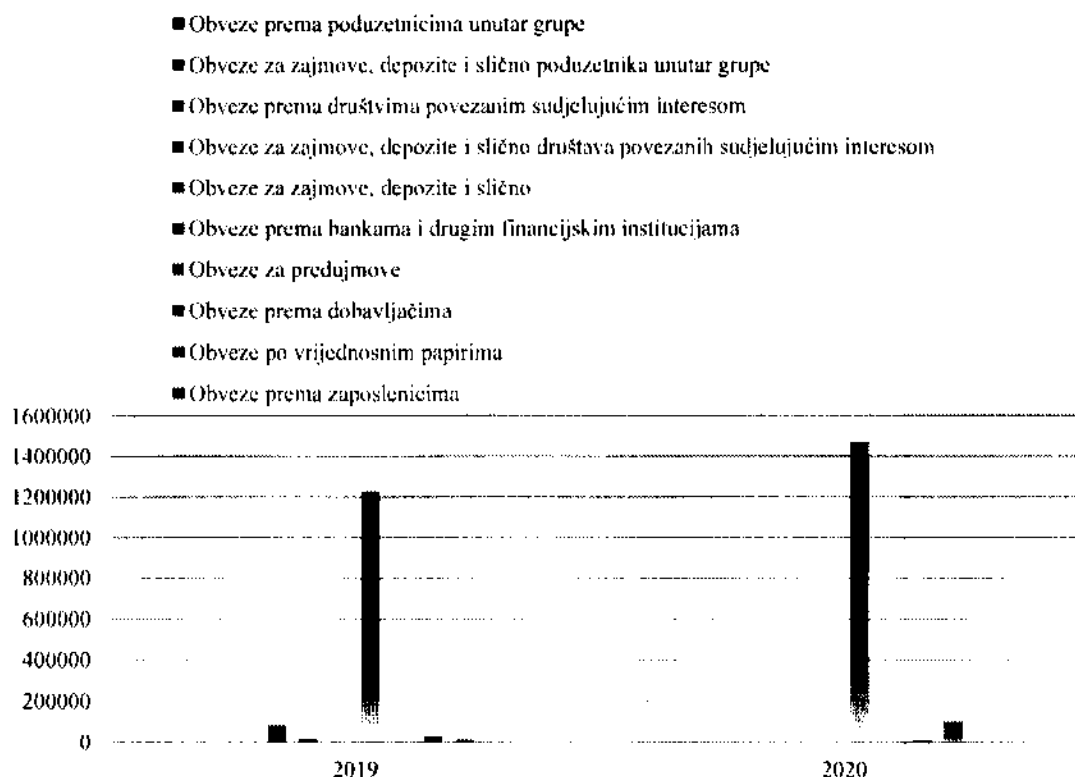 Obveze prema poduzetnicima unutar grupe
Obveze za zajmove, depozite i slično poduzetnika unutar grupe
Obveze prema društvima povezanim sudjelujućim interesom
Obveze za zajmove, depozite i slično društava povezanih sudjelujućim interesom
Obveze za zajmove, depozite i slično
Obveze prema bankama i drugim financijskim institucijama
Obveze za predujmove
Obveze prema dobavljačima
Obveze po vrijednosnim papirima
Obveze prema zaposlenicima
1600000
1400000
1200000
1000000
800000
600000
400000
200000
0
2019 2020